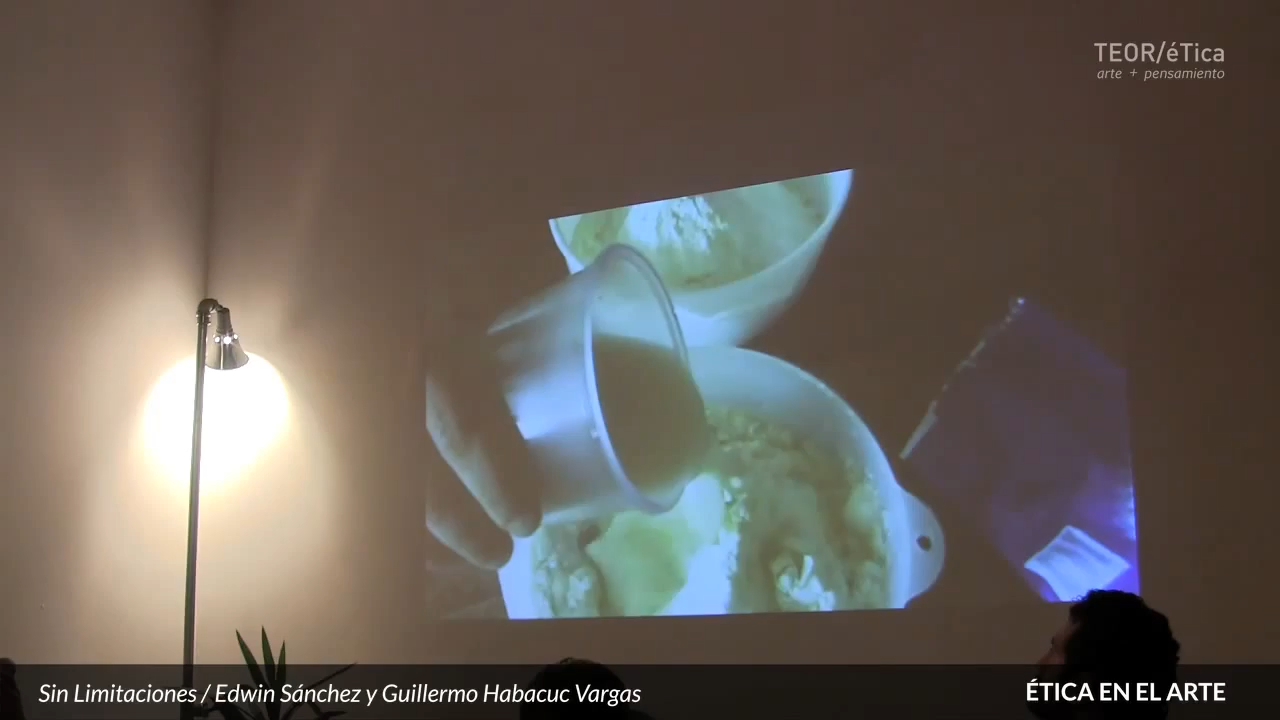 TEOR/éTica
arte + pensamiento
Sin Limitaciones / Edwin Sánchez y Guillermo Habacuc Vargas
ÉTICA EN EL ARTE